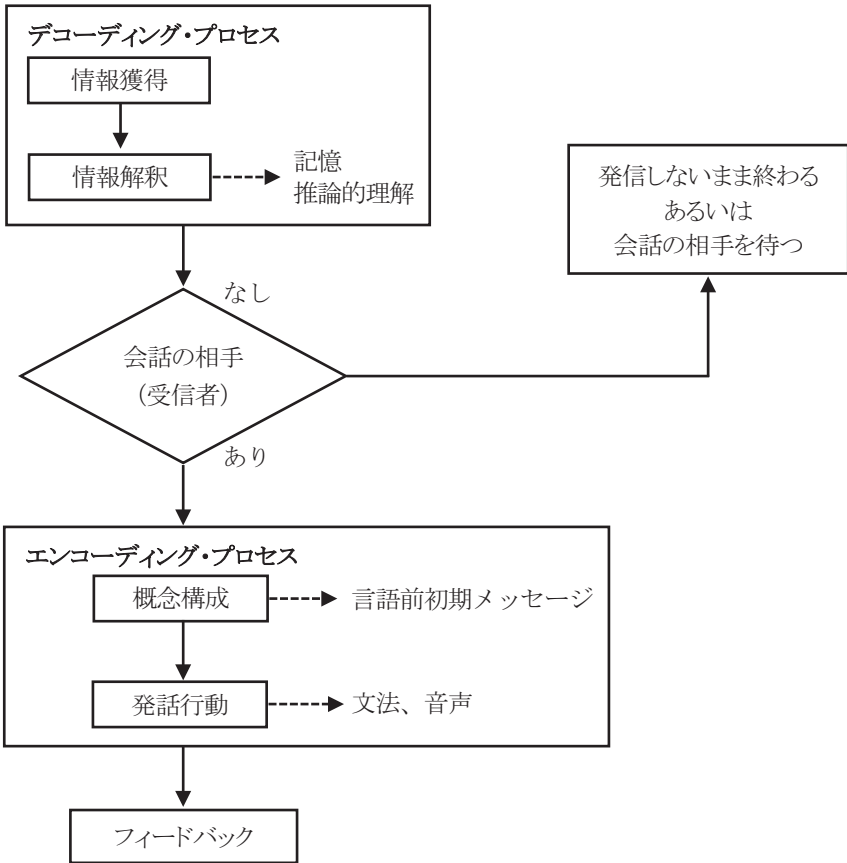 デコーディング・プロセス
情報獲得
情報解釈
記憶
推論的理解
発信しないまま終わる
あるいは
会話の相手を待つ
なし
会話の相手
（受信者）
あり
エンコーディング・プロセス
概念構成
言語前初期メッセージ
発話行動
文法、音声
フィードバック